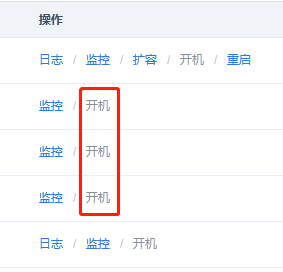 操作
日志 / 监控 / 扩容 / 开机 / 重启
监控 / 开机
监控 / 开机
监控 / 开机
日志 / 监控 / 开机